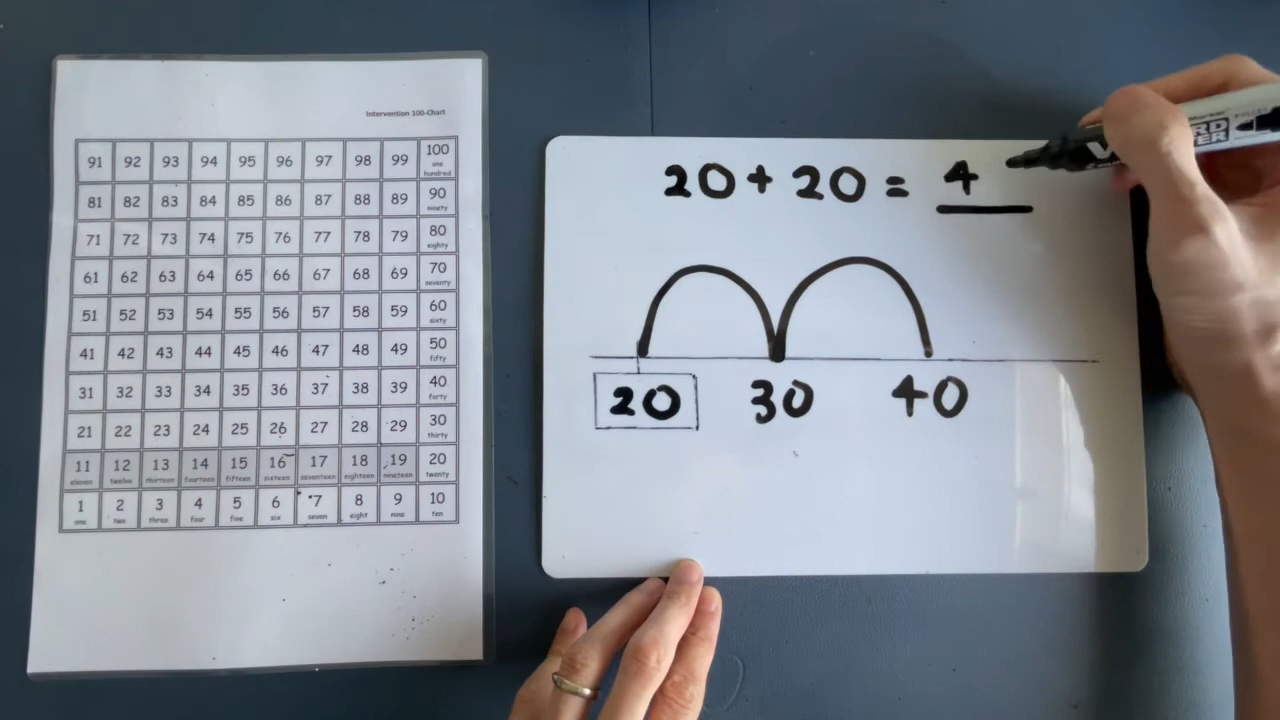 Intervention 100-Chart
91 92 93 94 95 96 97 98 99 100
one
hundred
81 82 83 84 85 86 87 88 89 90
ninety
71 72 73 74 75 76 77 78 79 80
eighty
61 62 63 64 65 66 67 68 69 70
seventy
51 52 53 54 55 56 57 58 59 60
sixty
41 42 43 44 45 46 47 48 49 50
fifty
31 32 33 34 35 36 37 38 39 40
forty
21 22 23 24 25 26 27 28 29 30
thirty
11 12 13 14 15 16 17 18 19 20
eleven twelve thirteen fourteen fifteen sixteen seventeen eighteen nineteen twenty
1 2 3 4 5 6 7 8 9 10
one two three four five six seven eight nine ten
20 + 20 = 4
20 30 40